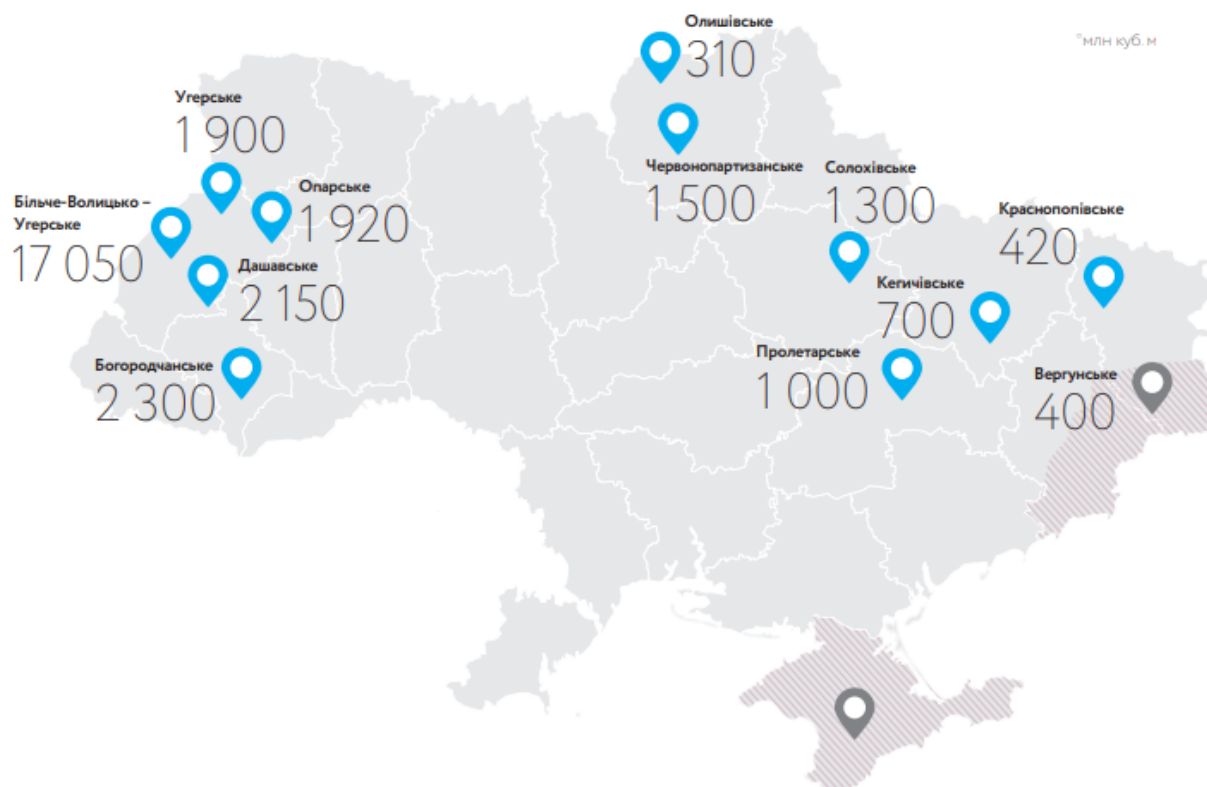 Олишівське
310
°млн куб. м
Угерське
1 900
Червонопартизанське
1 500
Солохівське
1 300
Більче-Волицько –
Угерське
17 050
Опарське
1 920
Краснопопівське
420
Дашавське
2 150
Кегичівське
700
Богородчанське
2 300
Пролетарське
1 000
Вергунське
400